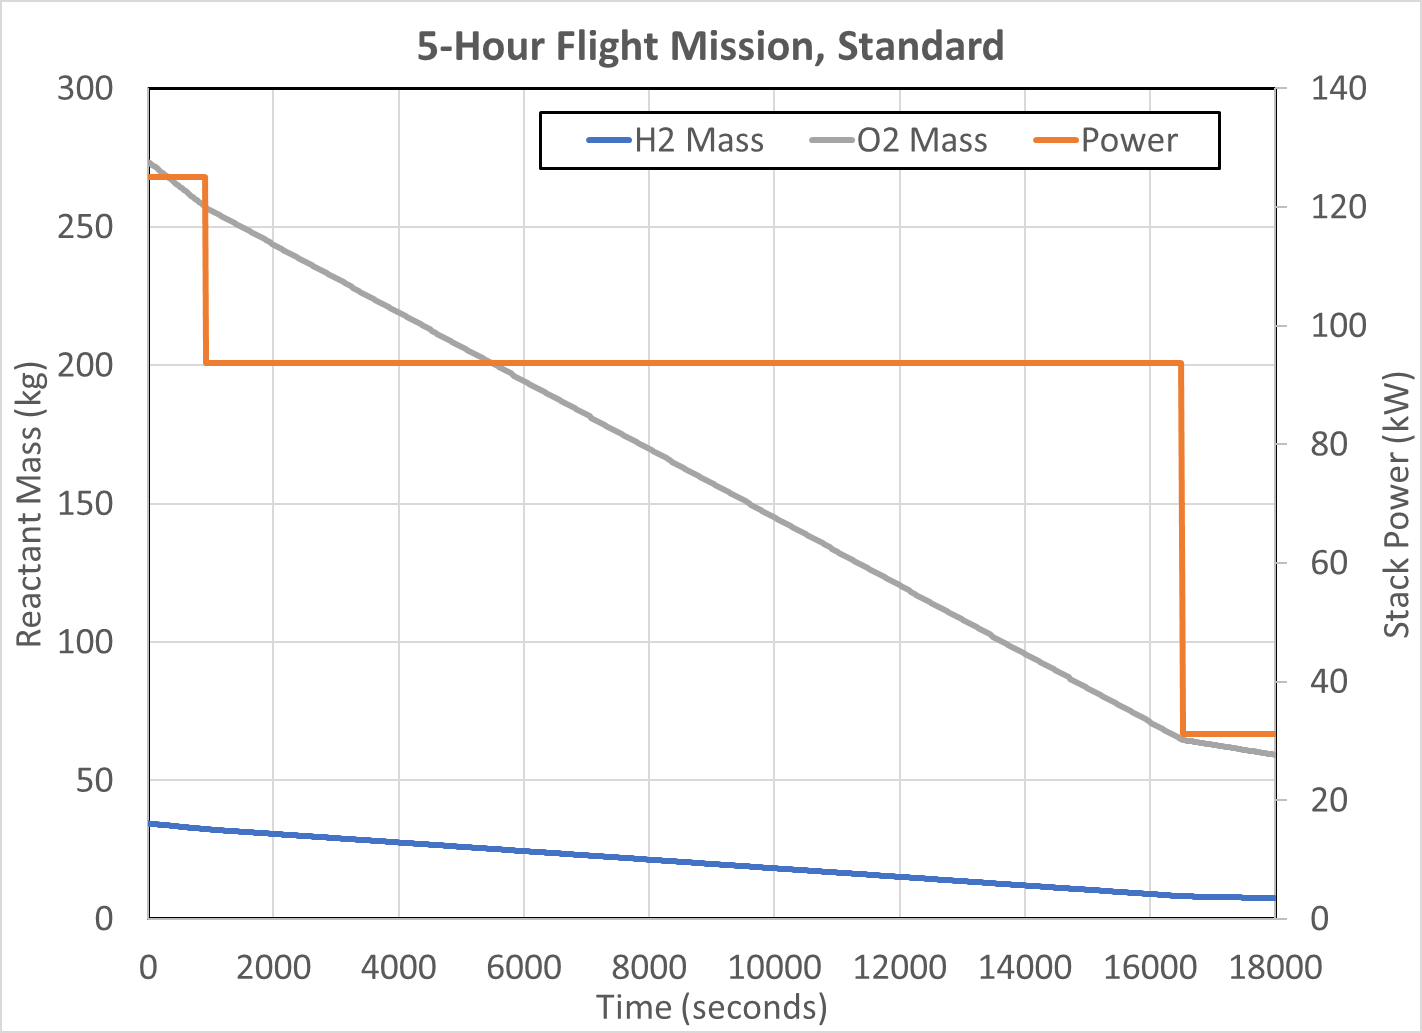 5-Hour Flight Mission, Standard
H2 Mass O2 Mass Power
Reactant Mass (kg)
300
250
200
150
100
50
0
140
120
100
80
60
40
20
0
Stack Power (kW)
0 2000 4000 6000 8000 10000 12000 14000 16000 18000
Time (seconds)